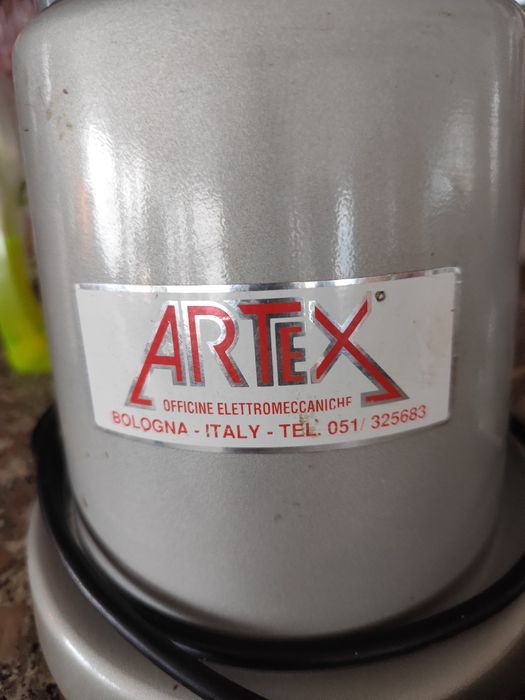 ARTEX
OFFICINE ELETTROMECCANICHE
BOLOGNA - ITALY - TEL. 051/ 325683